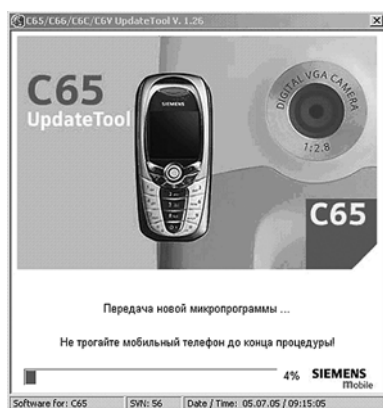 C65/C66/C6C/C6V UpdateTool V. 1.26
C65
UpdateTool
SIEMENS
DIGITAL VGA CAMERA
1:2.8
C65
Передача новой микропрограммы ...
Не трогайте мобильный телефон до конца процедуры!
4%
SIEMENS
mobile
Software for: C65
SVN: 56
Date / Time: 05.07.05 / 09:15:05